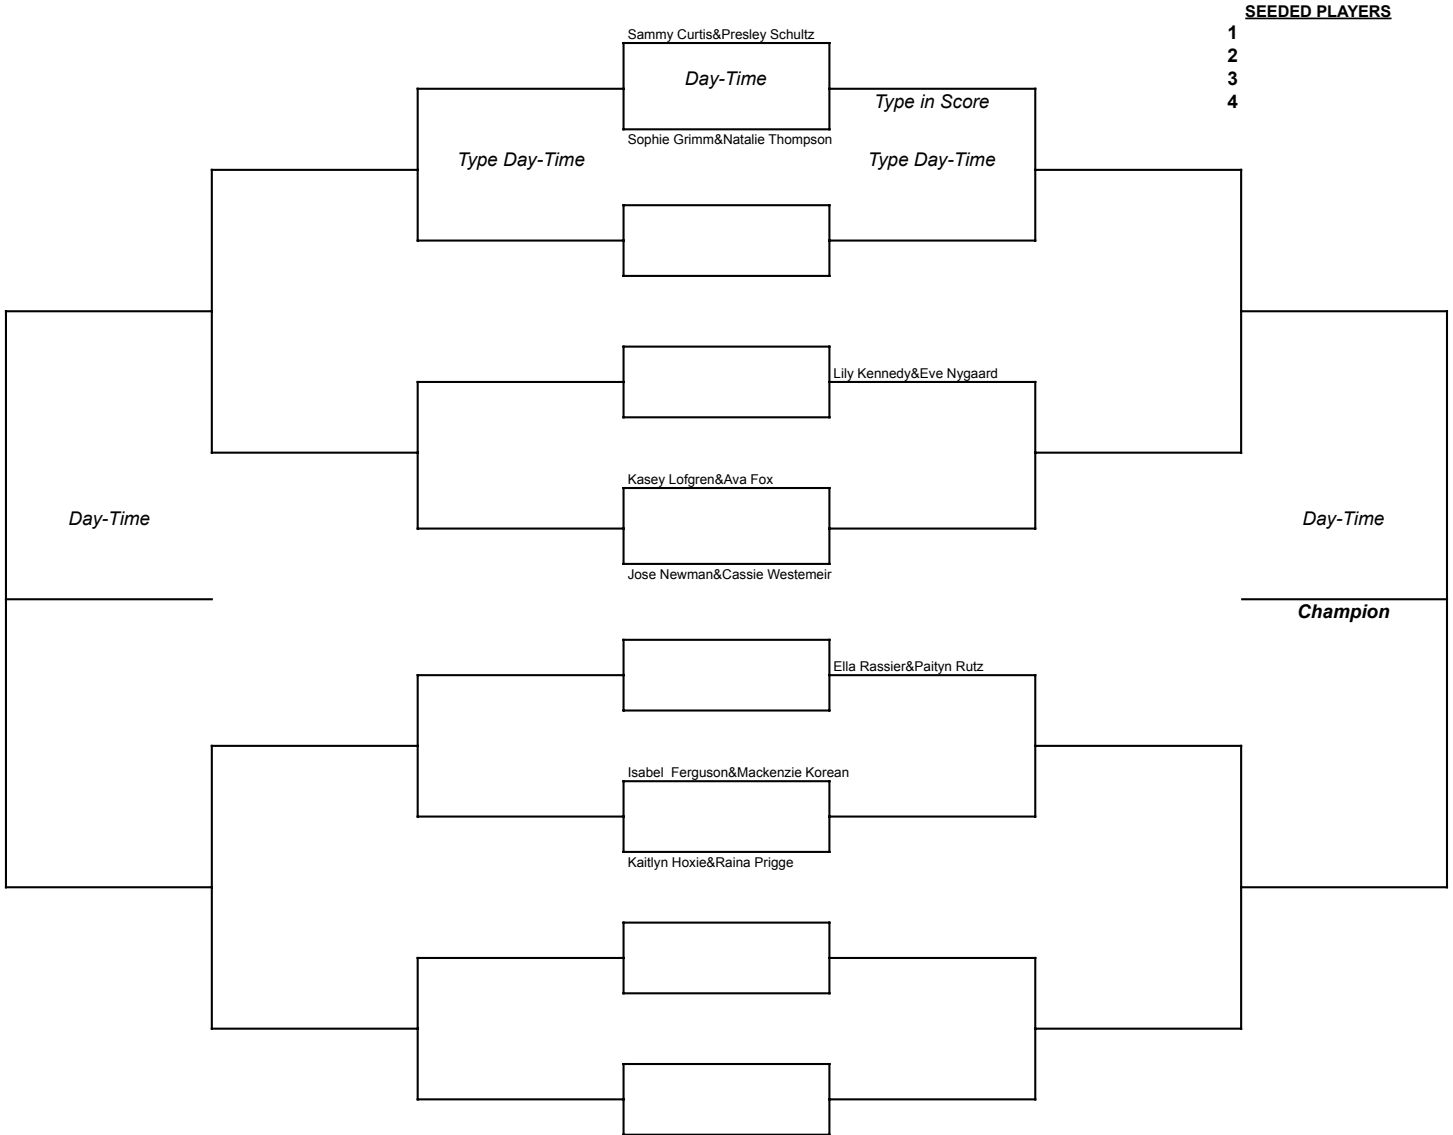 SEEDED PLAYERS
1
2
3
4
Sammy Curtis&Presley Schultz
Day-Time
Type in Score
Sophie Grimm&Natalie Thompson
Type Day-Time
Type Day-Time
Lily Kennedy&Eve Nygaard
Kasey Lofgren&Ava Fox
Day-Time
Day-Time
Jose Newman&Cassie Westemeir
Champion
Ella Rassier&Paityn Rutz
Isabel  Ferguson&Mackenzie Korean
Kaitlyn Hoxie&Raina Prigge